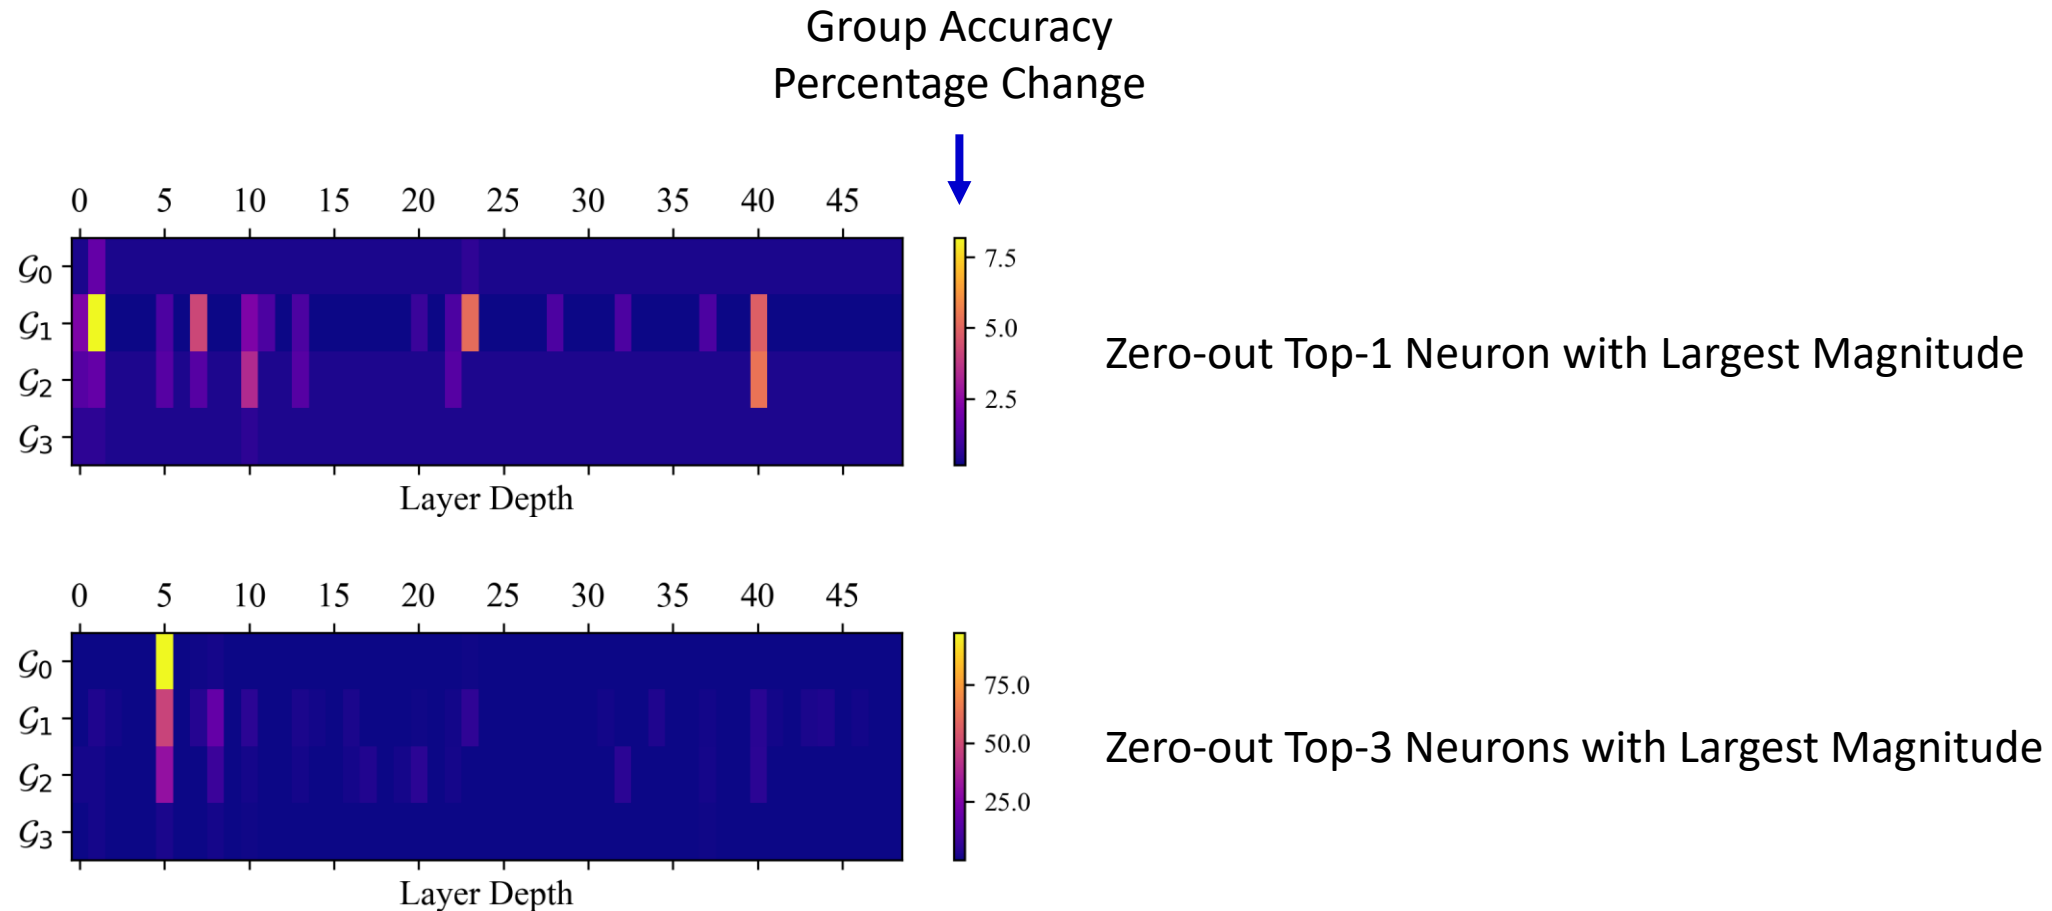 Group Accuracy
Percentage Change
0 5 10 15 20 25 30 35 40 45
𝒢0
𝒢1
𝒢2
𝒢3
7.5
5.0
2.5
Layer Depth
Zero-out Top-1 Neuron with Largest Magnitude
0 5 10 15 20 25 30 35 40 45
𝒢0
𝒢1
𝒢2
𝒢3
75.0
50.0
25.0
Layer Depth
Zero-out Top-3 Neurons with Largest Magnitude